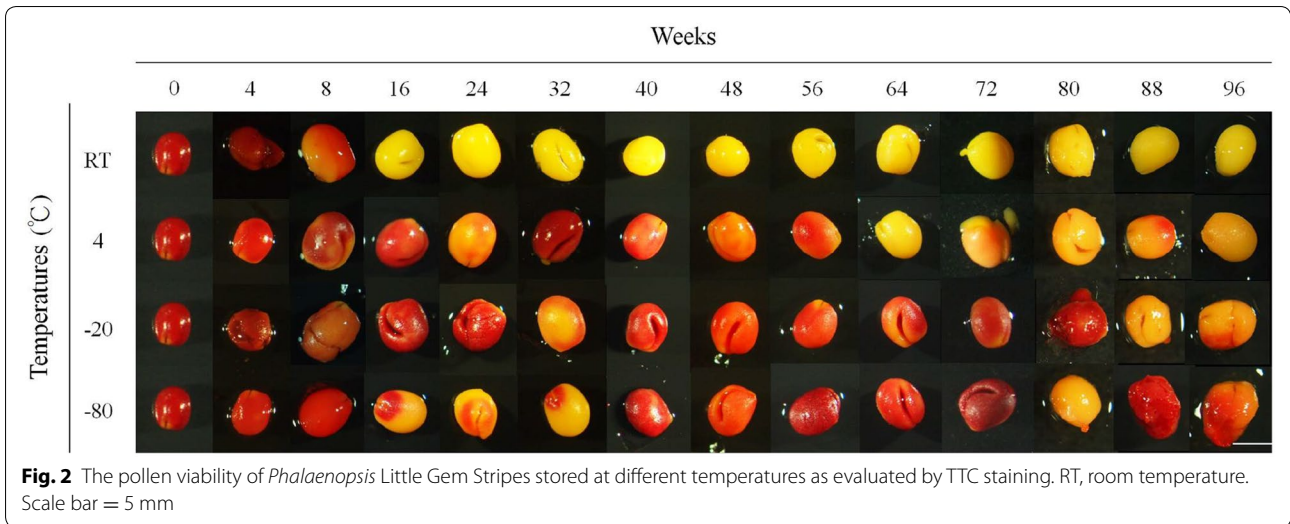 Weeks
0 4 8 16 24 32 40 48 56 64 72 80 88 96
Temperatures (°C)
RT
4
-20
-80
Fig. 2 The pollen viability of Phalaenopsis Little Gem Stripes stored at different temperatures as evaluated by TTC staining. RT, room temperature.
Scale bar = 5 mm